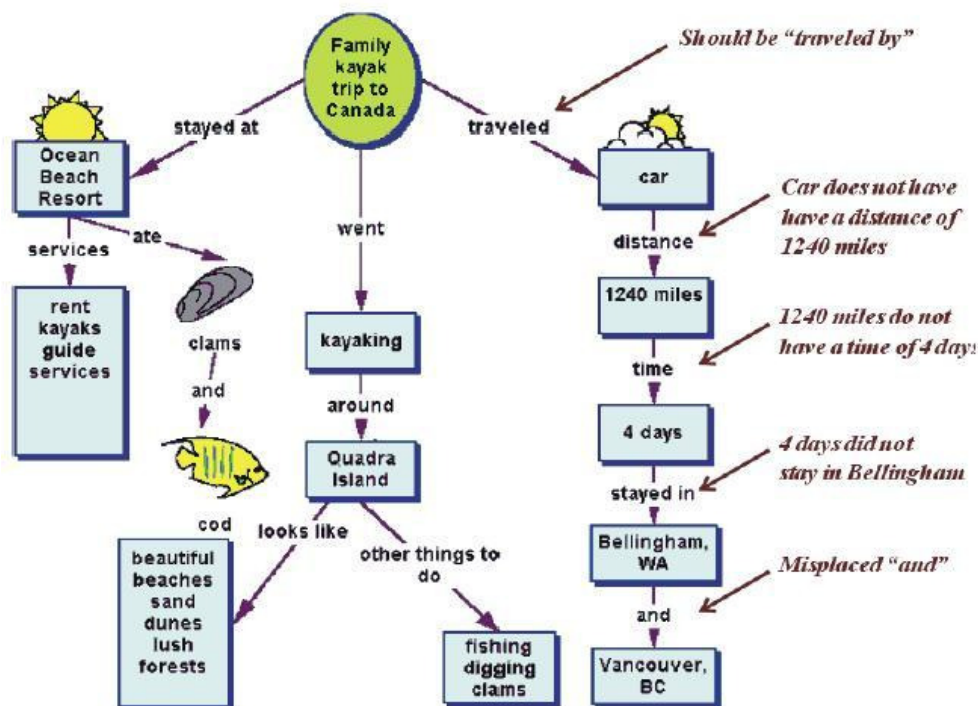 Family
kayak
trip to
Canada
Should be "traveled by"
stayed at
traveled
Ocean
Beach
Resort
car
Car does not have
have a distance of
1240 miles
went
services
ate
distance
rent
kayaks
guide
services
clams
1240 miles
1240 miles do not
have a time of 4 days
kayaking
and
time
around
4 days
4 days did not
stay in Bellingham
Quadra
Island
stayed in
cod
looks like
other things to
do
Bellingham,
WA
Misplaced "and"
beautiful
beaches
sand
dunes
lush
forests
and
fishing
digging
clams
Vancouver,
BC